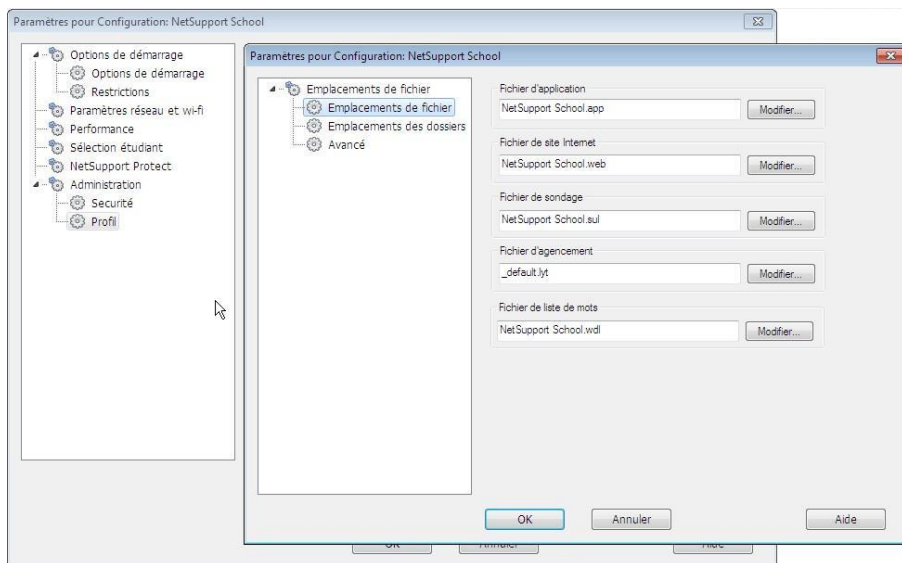 Paramètres pour Configuration: NetSupport School
Options de démarrage
Options de démarrage
Restrictions
Paramètres réseau et wi-fi
Performance
Sélection étudiant
NetSupport Protect
Administration
Securité
Profil
Paramètres pour Configuration: NetSupport School
Emplacements de fichier
Emplacements de fichier
Emplacements des dossiers
Avancé
Fichier d'application
NetSupport School.app
Modifier...
Fichier de site Internet
NetSupport School.web
Modifier...
Fichier de sondage
NetSupport School.sul
Modifier...
Fichier d'agencement
_default.lyt
Modifier...
Fichier de liste de mots
NetSupport School.wdl
Modifier...
OK
Annuler
Aide